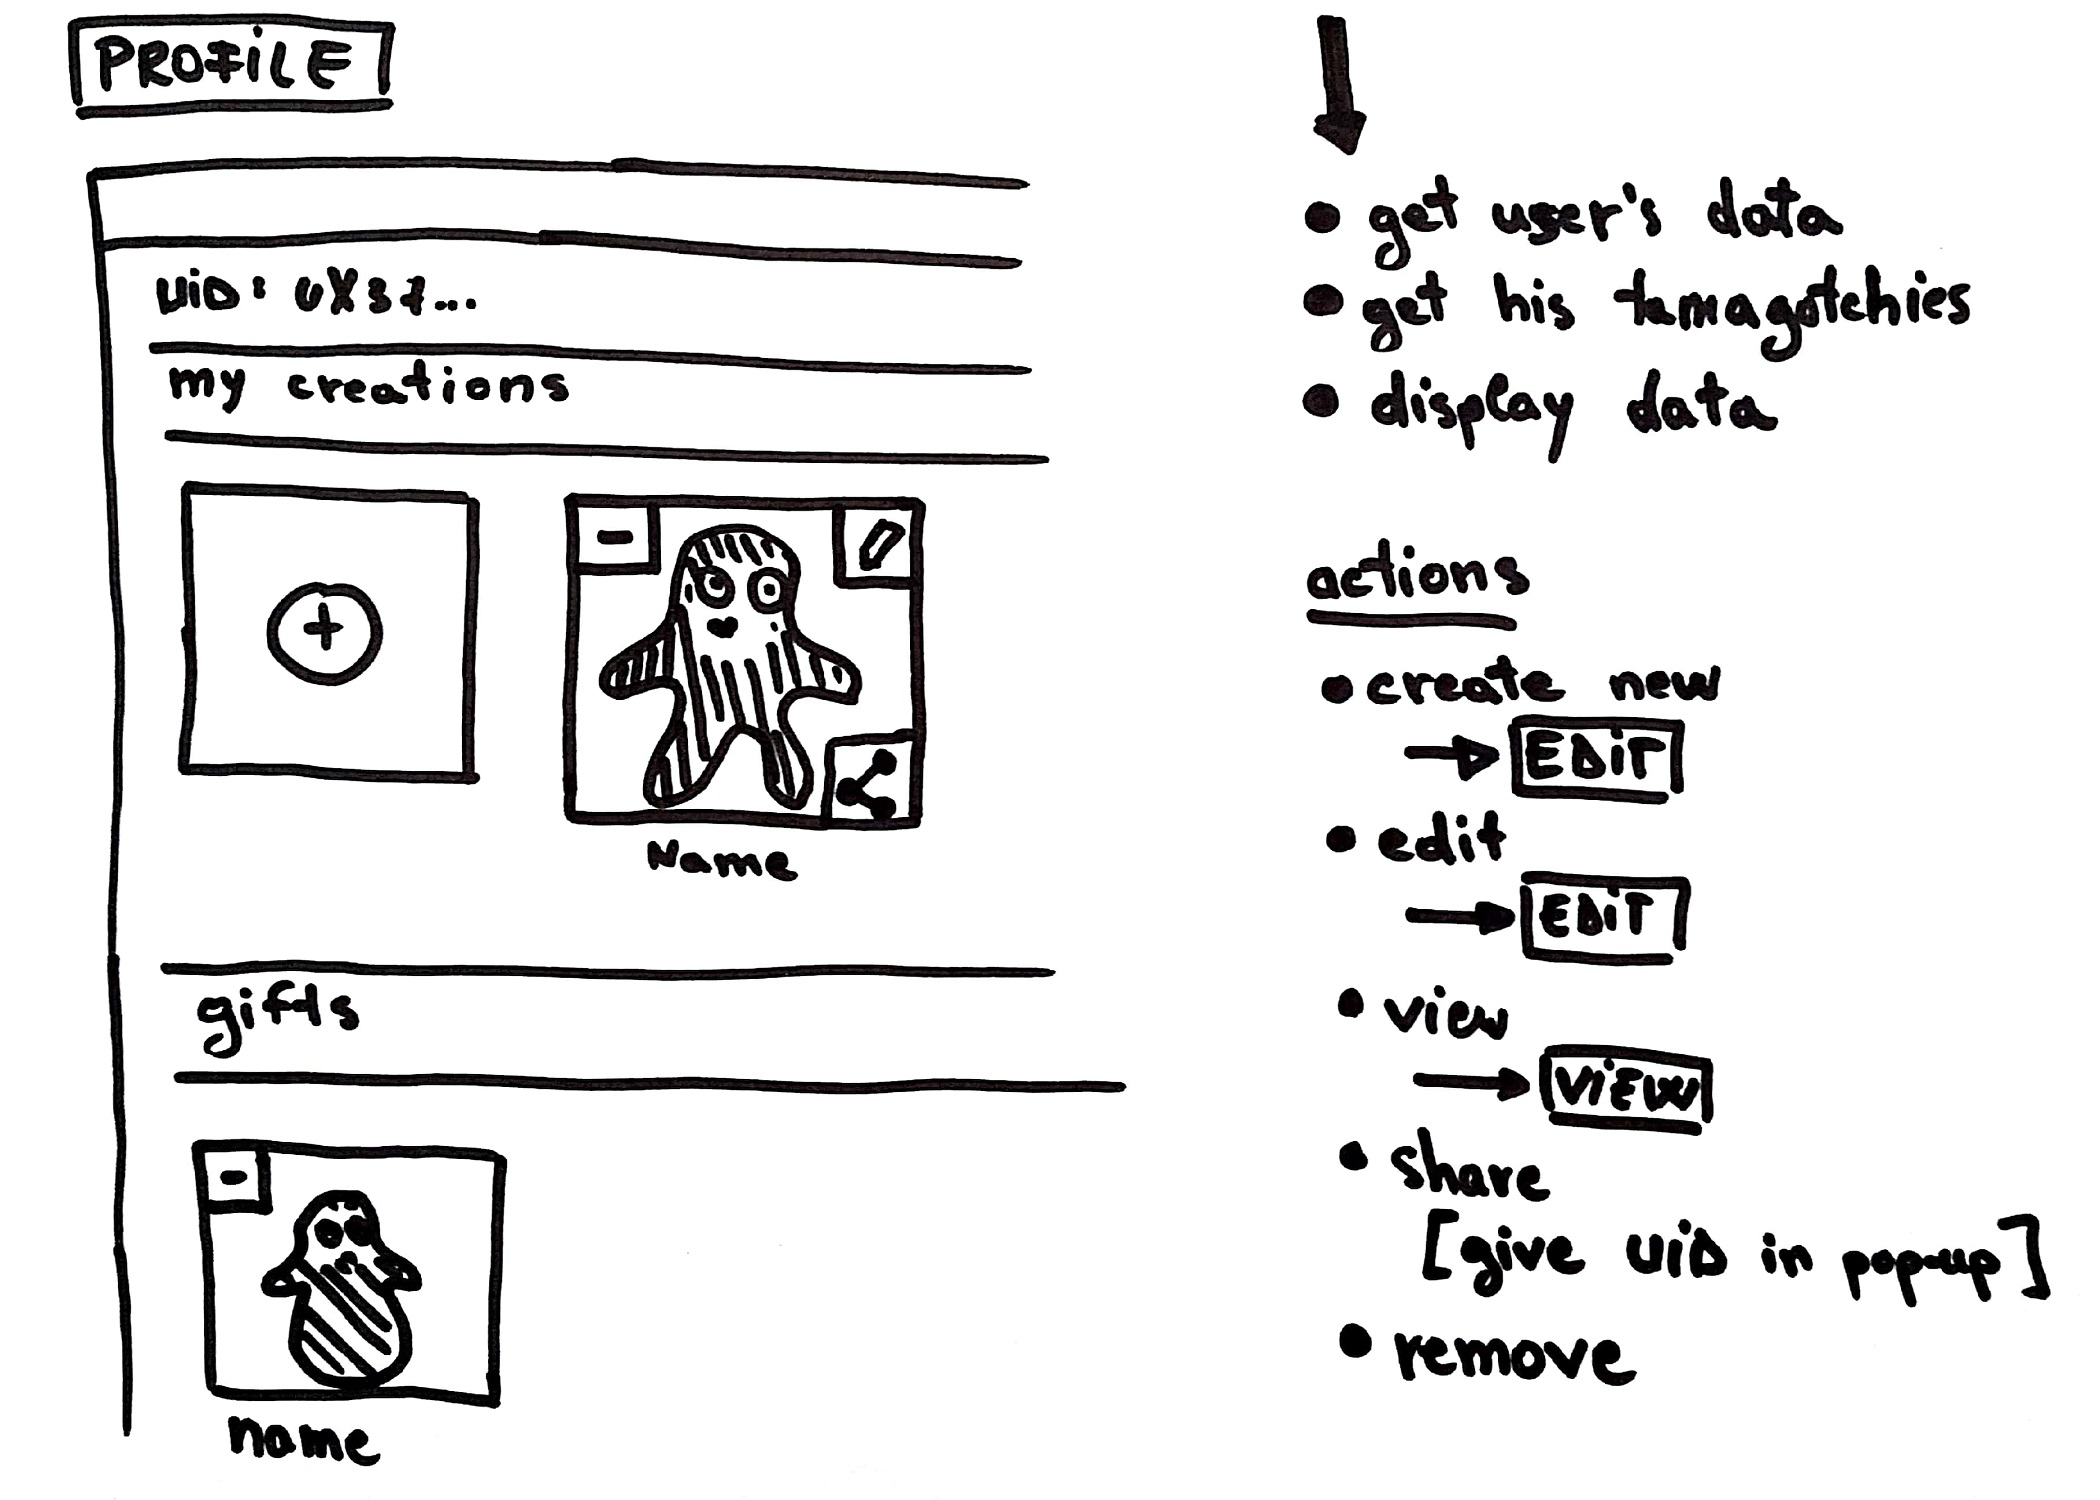 PROFiLE
UiD: 0X37...
my creations
+
-
Name
gifts
-
name
• get user's data
• get his tamagotchies
• display data
actions
• create new
→ EDiT
• edit
→ EDiT
• view
→ ViEW
• share
[give UiD in pop-up]
• remove